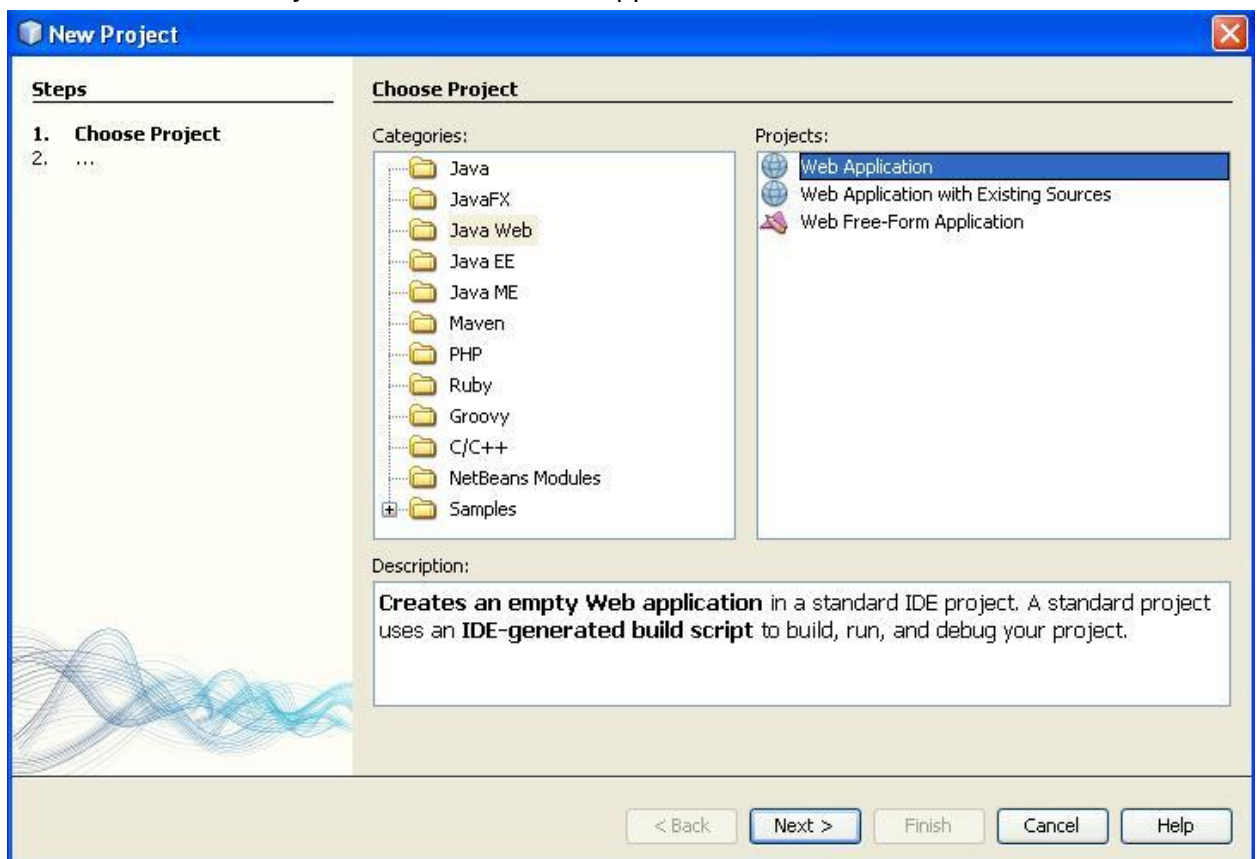 New Project
Steps
1. Choose Project
2. ...
Choose Project
Categories:
Java
JavaFX
Java Web
Java EE
Java ME
Maven
PHP
Ruby
Groovy
C/C++
NetBeans Modules
Samples
Projects:
Web Application
Web Application with Existing Sources
Web Free-Form Application
Description:
Creates an empty Web application in a standard IDE project. A standard project
uses an IDE-generated build script to build, run, and debug your project.
< Back
Next >
Finish
Cancel
Help